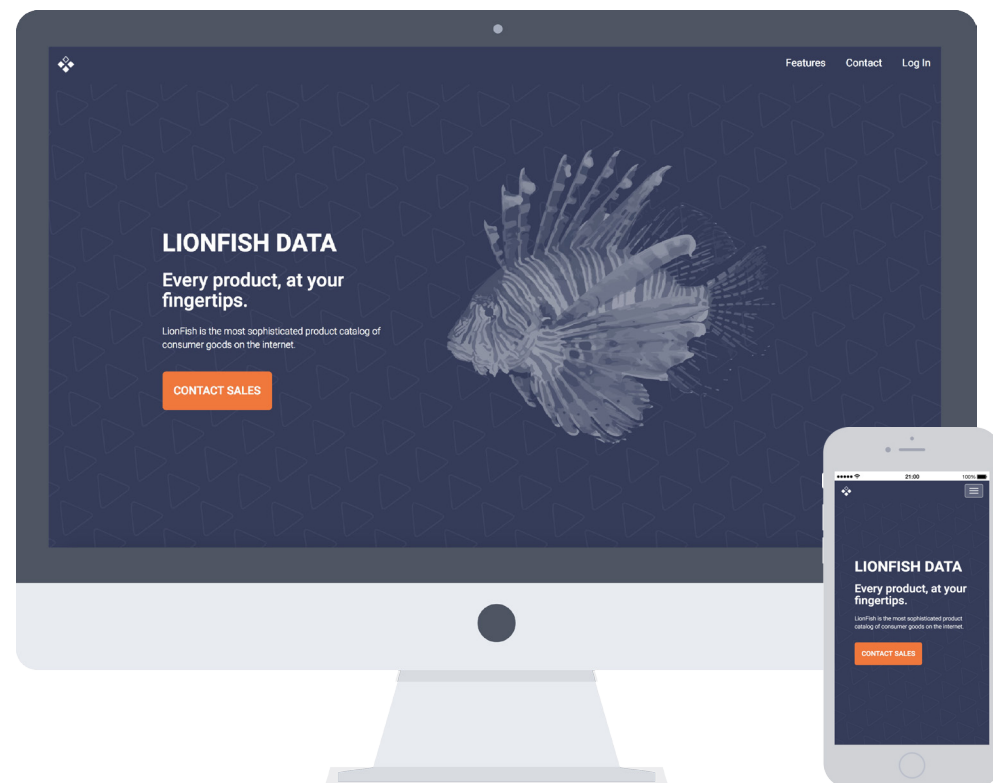 Features Contact Log In
LIONFISH DATA
Every product, at your
fingertips.
LionFish is the most sophisticated product catalog of
consumer goods on the internet.
CONTACT SALES
21:00 100%
LIONFISH DATA
Every product, at your
fingertips.
LionFish is the most sophisticated product
catalog of consumer goods on the internet.
CONTACT SALES